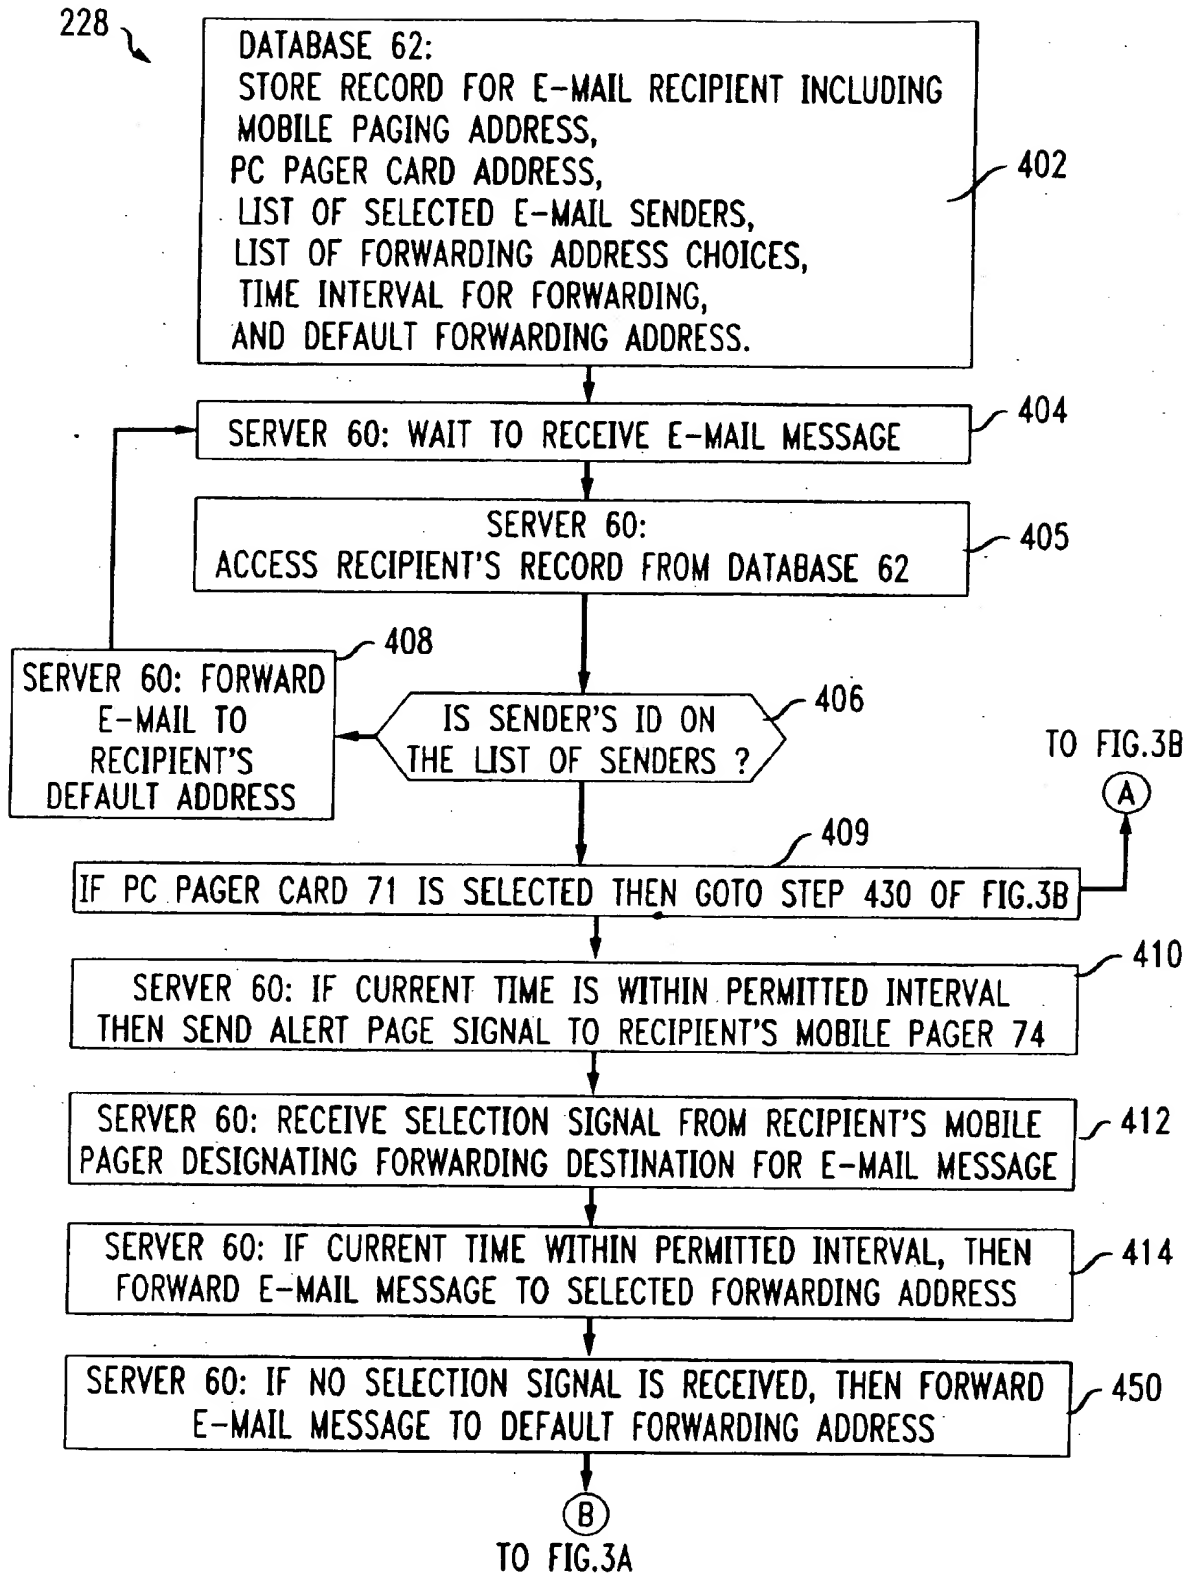 228
DATABASE 62:
STORE RECORD FOR E-MAIL RECIPIENT INCLUDING
MOBILE PAGING ADDRESS,
PC PAGER CARD ADDRESS,
LIST OF SELECTED E-MAIL SENDERS,
LIST OF FORWARDING ADDRESS CHOICES,
TIME INTERVAL FOR FORWARDING,
AND DEFAULT FORWARDING ADDRESS.
402
SERVER 60: WAIT TO RECEIVE E-MAIL MESSAGE
404
SERVER 60:
ACCESS RECIPIENT'S RECORD FROM DATABASE 62
405
408
SERVER 60: FORWARD
E-MAIL TO
RECIPIENT'S
DEFAULT ADDRESS
IS SENDER'S ID ON
THE LIST OF SENDERS ?
406
TO FIG.3B
A
409
IF PC PAGER CARD 71 IS SELECTED THEN GOTO STEP 430 OF FIG.3B
410
SERVER 60: IF CURRENT TIME IS WITHIN PERMITTED INTERVAL
THEN SEND ALERT PAGE SIGNAL TO RECIPIENT'S MOBILE PAGER 74
SERVER 60: RECEIVE SELECTION SIGNAL FROM RECIPIENT'S MOBILE
PAGER DESIGNATING FORWARDING DESTINATION FOR E-MAIL MESSAGE
412
SERVER 60: IF CURRENT TIME WITHIN PERMITTED INTERVAL, THEN
FORWARD E-MAIL MESSAGE TO SELECTED FORWARDING ADDRESS
414
SERVER 60: IF NO SELECTION SIGNAL IS RECEIVED, THEN FORWARD
E-MAIL MESSAGE TO DEFAULT FORWARDING ADDRESS
450
B
TO FIG.3A